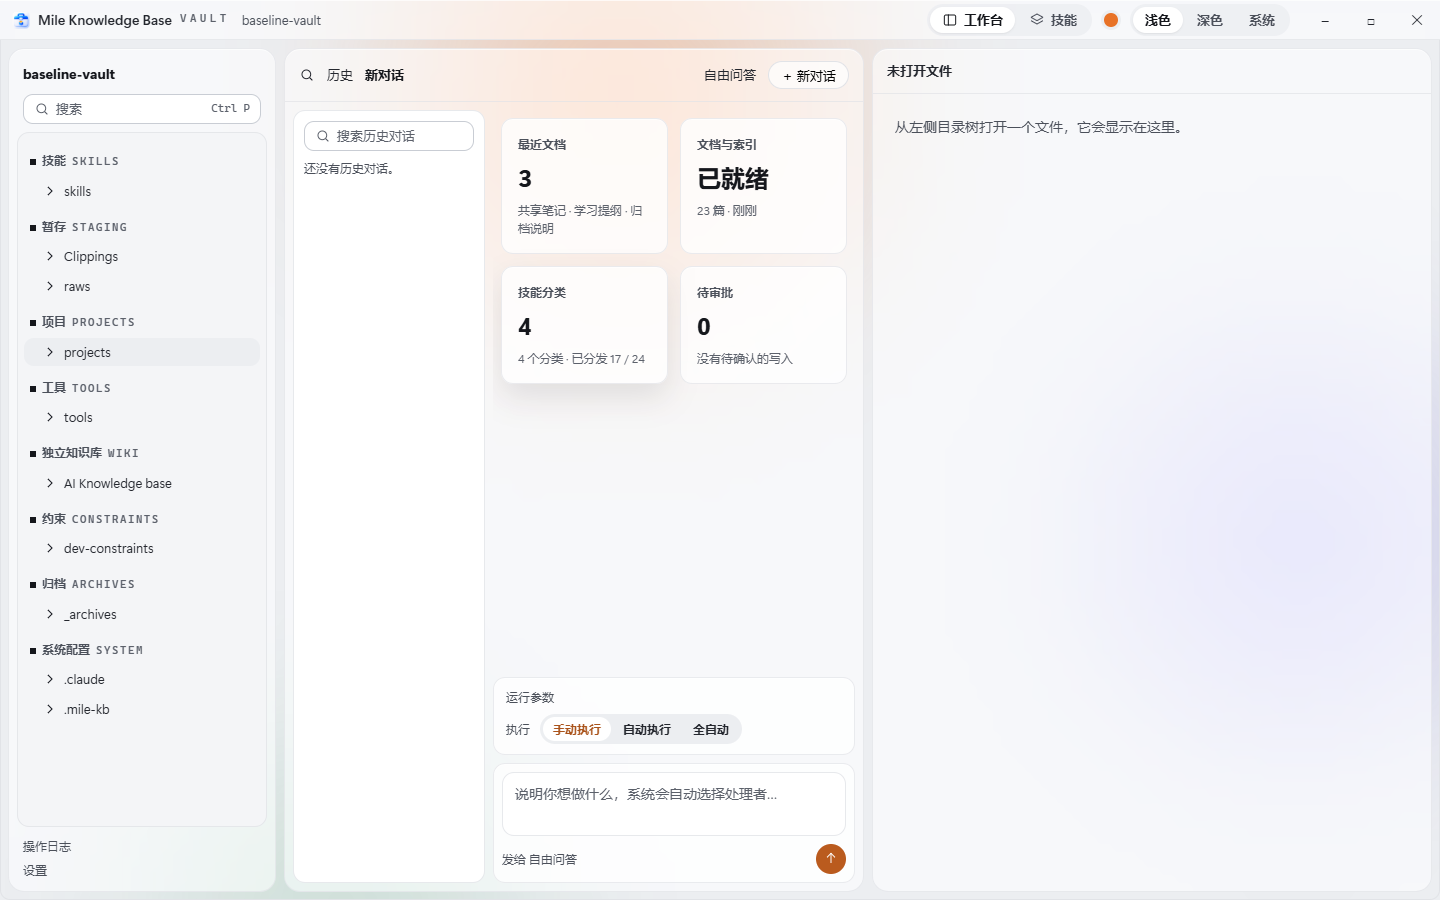 Mile Knowledge Base VAULT baseline-vault
工作台 技能 浅色 深色 系统
baseline-vault
搜索 Ctrl P
技能 SKILLS
skills
暂存 STAGING
Clippings
raws
项目 PROJECTS
projects
工具 TOOLS
tools
独立知识库 WIKI
AI Knowledge base
约束 CONSTRAINTS
dev-constraints
归档 ARCHIVES
_archives
系统配置 SYSTEM
.claude
.mile-kb
操作日志
设置
历史 新对话 自由问答 + 新对话
搜索历史对话
还没有历史对话。
最近文档
3
共享笔记 · 学习提纲 · 归
档说明
文档与索引
已就绪
23 篇 · 刚刚
技能分类
4
4 个分类 · 已分发 17 / 24
待审批
0
没有待确认的写入
运行参数
执行 手动执行 自动执行 全自动
说明你想做什么，系统会自动选择处理者...
发给 自由问答
未打开文件
从左侧目录树打开一个文件，它会显示在这里。